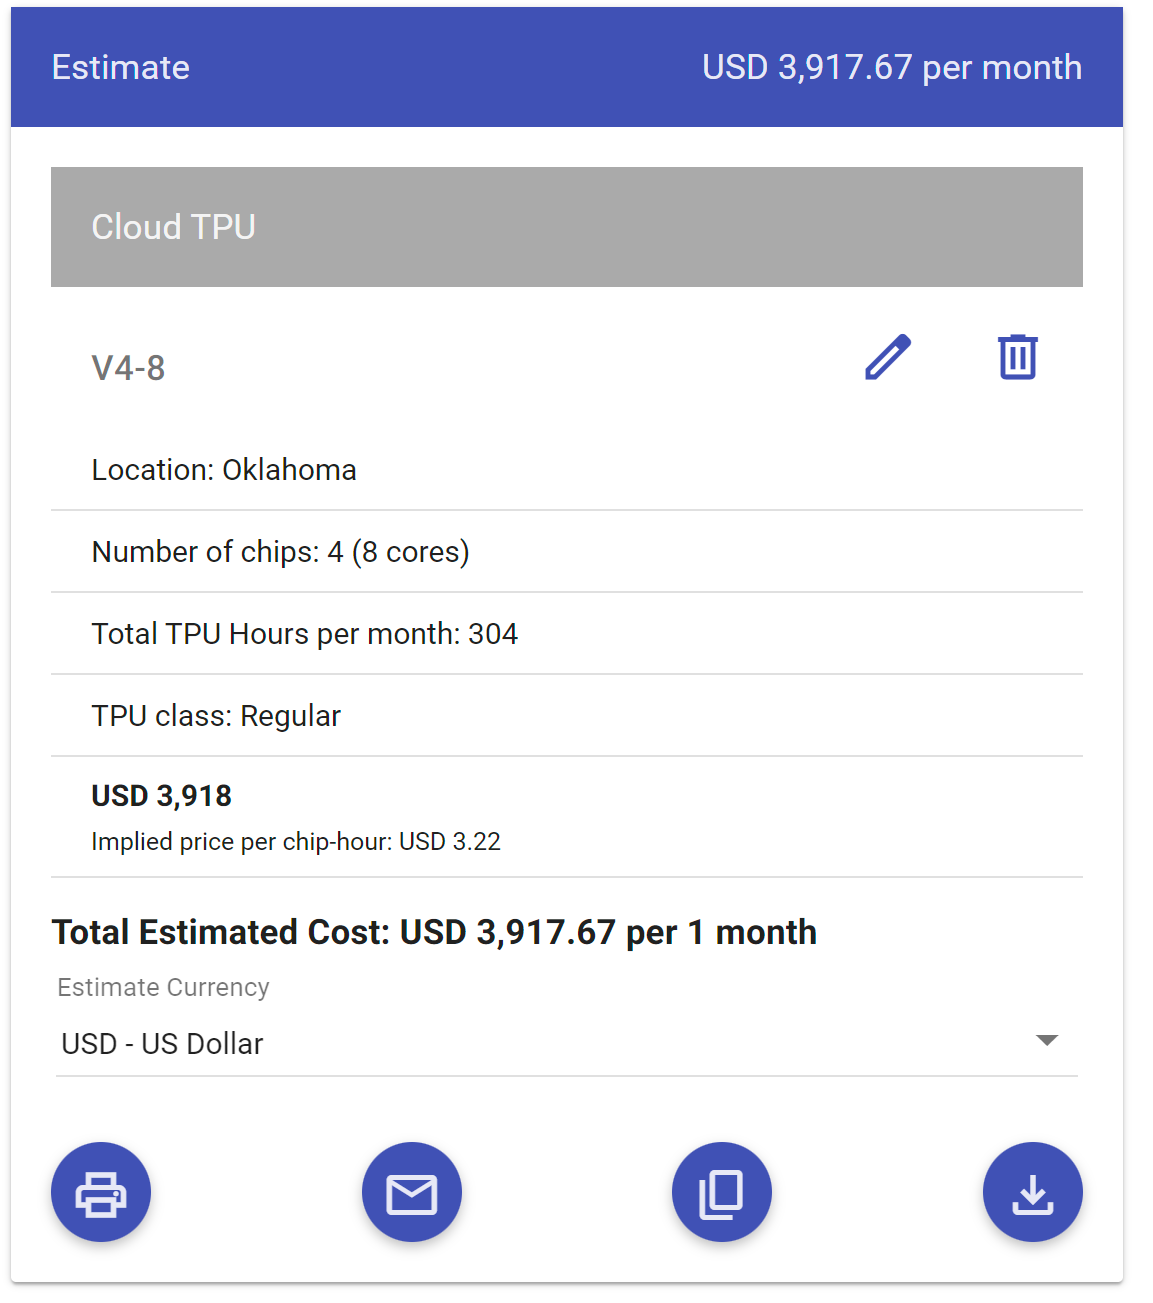 Estimate USD 3,917.67 per month
Cloud TPU
V4-8
Location: Oklahoma
Number of chips: 4 (8 cores)
Total TPU Hours per month: 304
TPU class: Regular
USD 3,918
Implied price per chip-hour: USD 3.22
Total Estimated Cost: USD 3,917.67 per 1 month
Estimate Currency
USD - US Dollar